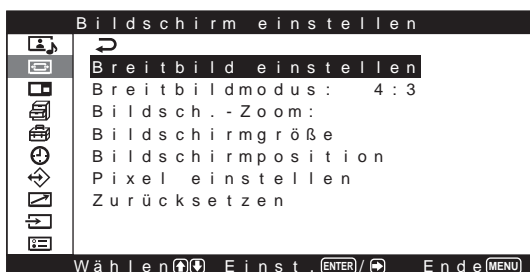 Bildschirm einstellen
Breitbild einstellen
Breitbildmodus: 4:3
Bildsch.-Zoom:
Bildschirmgröße
Bildschirmposition
Pixel einstellen
Zurücksetzen
Wählen Einst. ENTER/ Ende MENU